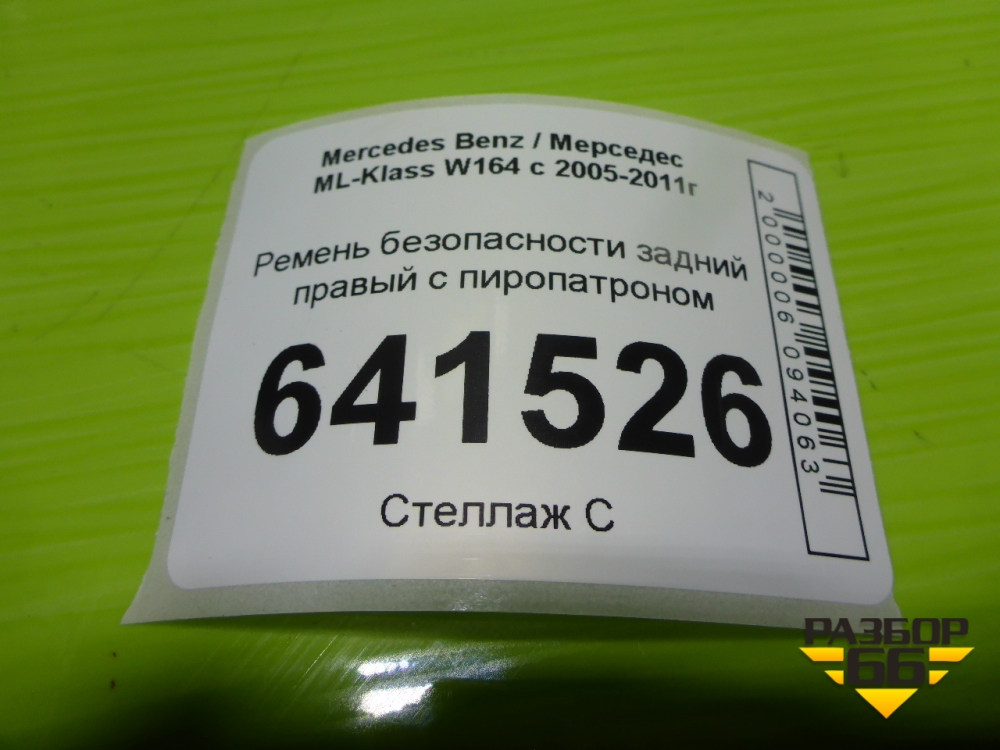 Mercedes Benz / Мерседес
ML-Klass W164 с 2005-2011г
Ремень безопасности задний
правый с пиропатроном
641526
Стеллаж С
2000006094063
РАЗБОР
66